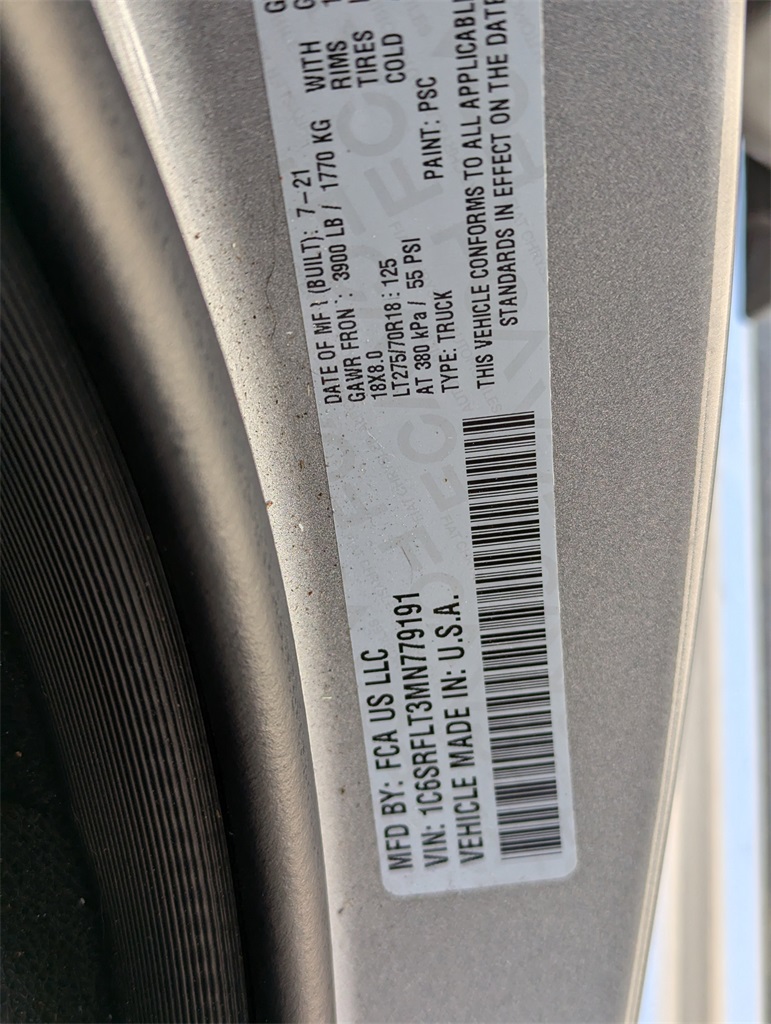 MFD BY: FCA US LLC
VIN: 1C6SRFLT3MN779191
VEHICLE MADE IN: U.S.A.
DATE OF MF (BUILT): 7-21
GAWR FRON : 3900 LB / 1770 KG WITH
18X8.0 RIMS
LT275/70R18 : 125 TIRES
AT 380 kPa / 55 PSI COLD
TYPE: TRUCK PAINT: PSC
THIS VEHICLE CONFORMS TO ALL APPLICABL
STANDARDS IN EFFECT ON THE DATE